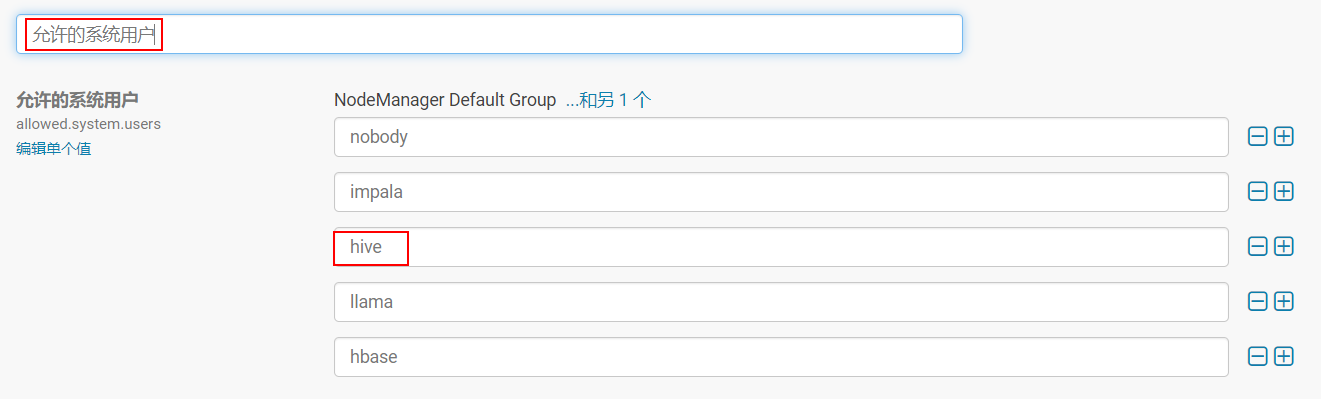 允许的系统用户
允许的系统用户
allowed.system.users
编辑单个值
NodeManager Default Group ...和另 1 个
nobody
impala
hive
llama
hbase